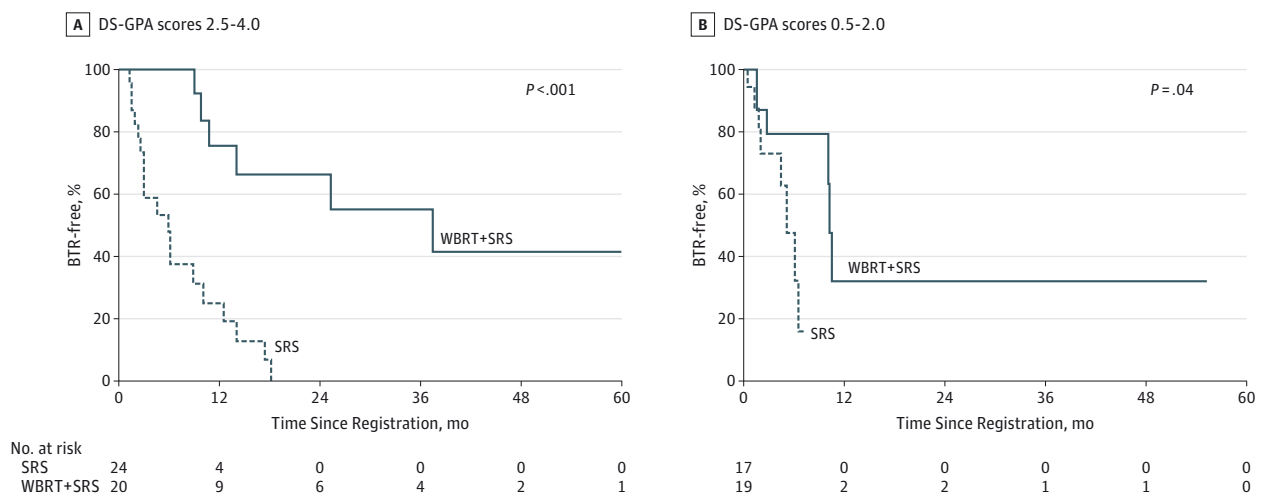 A DS-GPA scores 2.5-4.0
100
80
60
40
20
0
BTR-free, %
P <.001
WBRT+SRS
SRS
0 12 24 36 48 60
Time Since Registration, mo
No. at risk
SRS 24 4 0 0 0 0
WBRT+SRS 20 9 6 4 2 1
B DS-GPA scores 0.5-2.0
100
80
60
40
20
0
BTR-free, %
P = .04
WBRT+SRS
SRS
0 12 24 36 48 60
Time Since Registration, mo
17 0 0 0 0 0
19 2 2 1 1 0